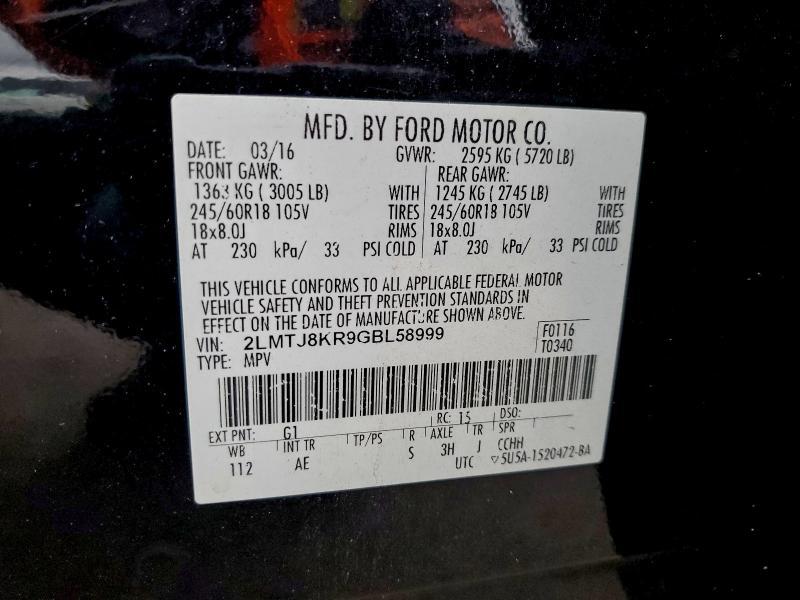 MFD. BY FORD MOTOR CO.
DATE: 03/16 GVWR: 2595 KG ( 5720 LB)
FRONT GAWR: REAR GAWR:
1363 KG ( 3005 LB) WITH 1245 KG ( 2745 LB) WITH
245/60R18 105V TIRES 245/60R18 105V TIRES
18x8.0J RIMS 18x8.0J RIMS
AT 230 kPa/ 33 PSI COLD AT 230 kPa/ 33 PSI COLD
THIS VEHICLE CONFORMS TO ALL APPLICABLE FEDERAL MOTOR
VEHICLE SAFETY AND THEFT PREVENTION STANDARDS IN
EFFECT ON THE DATE OF MANUFACTURE SHOWN ABOVE.
VIN: 2LMTJ8KR9GBL58999 F0116
TYPE: MPV T0340
EXT PNT: G1 RC: 15 DSO:
WB INT TR TP/PS R AXLE TR SPR
112 AE S 3H J CCHH
UTC ▽5U5A-1520472-BA